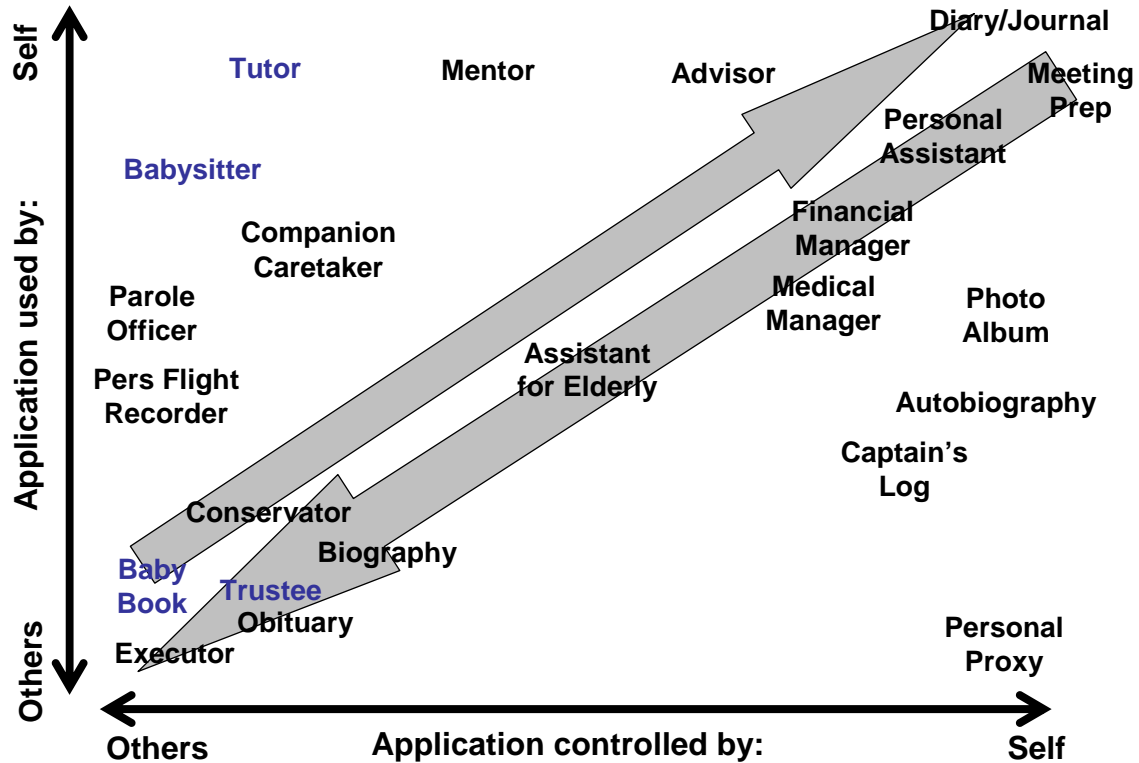 Diary/Journal
Self
Tutor
Mentor
Advisor
Meeting
Prep
Personal
Assistant
Babysitter
Financial
Manager
Companion
Caretaker
Medical
Manager
Parole
Officer
Photo
Album
Application used by:
Assistant
for Elderly
Pers Flight
Recorder
Autobiography
Captain's
Log
Conservator
Biography
Baby
Book
Trustee
Obituary
Executor
Personal
Proxy
Others
Others
Application controlled by:
Self